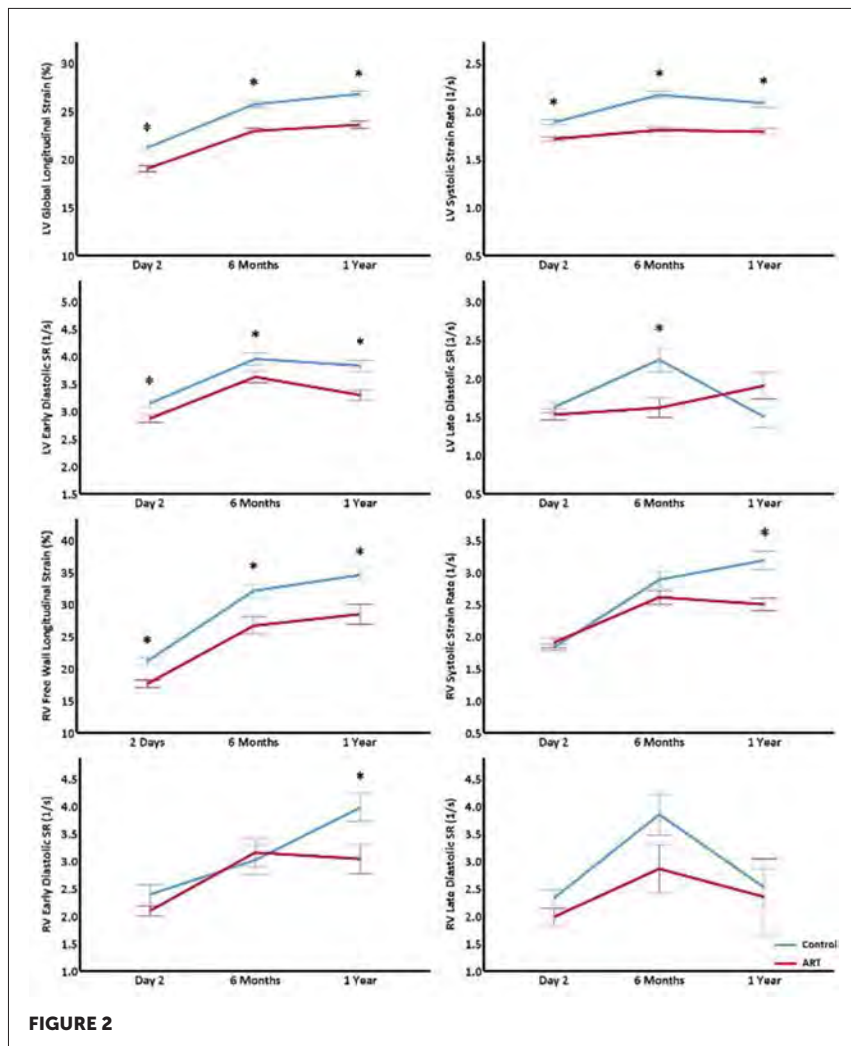 LV Global Longitudinal Strain (%)
30
25
20
15
10
* * *
Day 2 6 Months 1 Year
LV Systolic Strain Rate (1/s)
2.5
2.0
1.5
1.0
0.5
* * *
Day 2 6 Months 1 Year
LV Early Diastolic SR (1/s)
5.0
4.5
4.0
3.5
3.0
2.5
2.0
1.5
* * *
Day 2 6 Months 1 Year
LV Late Diastolic SR (1/s)
3.0
2.5
2.0
1.5
1.0
0.5
*
Day 2 6 Months 1 Year
RV Free Wall Longitudinal Strain (%)
40
35
30
25
20
15
10
* * *
2 Days 6 Months 1 Year
RV Systolic Strain Rate (1/s)
3.5
3.0
2.5
2.0
1.5
1.0
0.5
*
Day 2 6 Months 1 Year
RV Early Diastolic SR (1/s)
4.5
4.0
3.5
3.0
2.5
2.0
1.5
1.0
*
Day 2 6 Months 1 Year
RV Late Diastolic SR (1/s)
4.5
4.0
3.5
3.0
2.5
2.0
1.5
1.0
Day 2 6 Months 1 Year
Control
ART
FIGURE 2